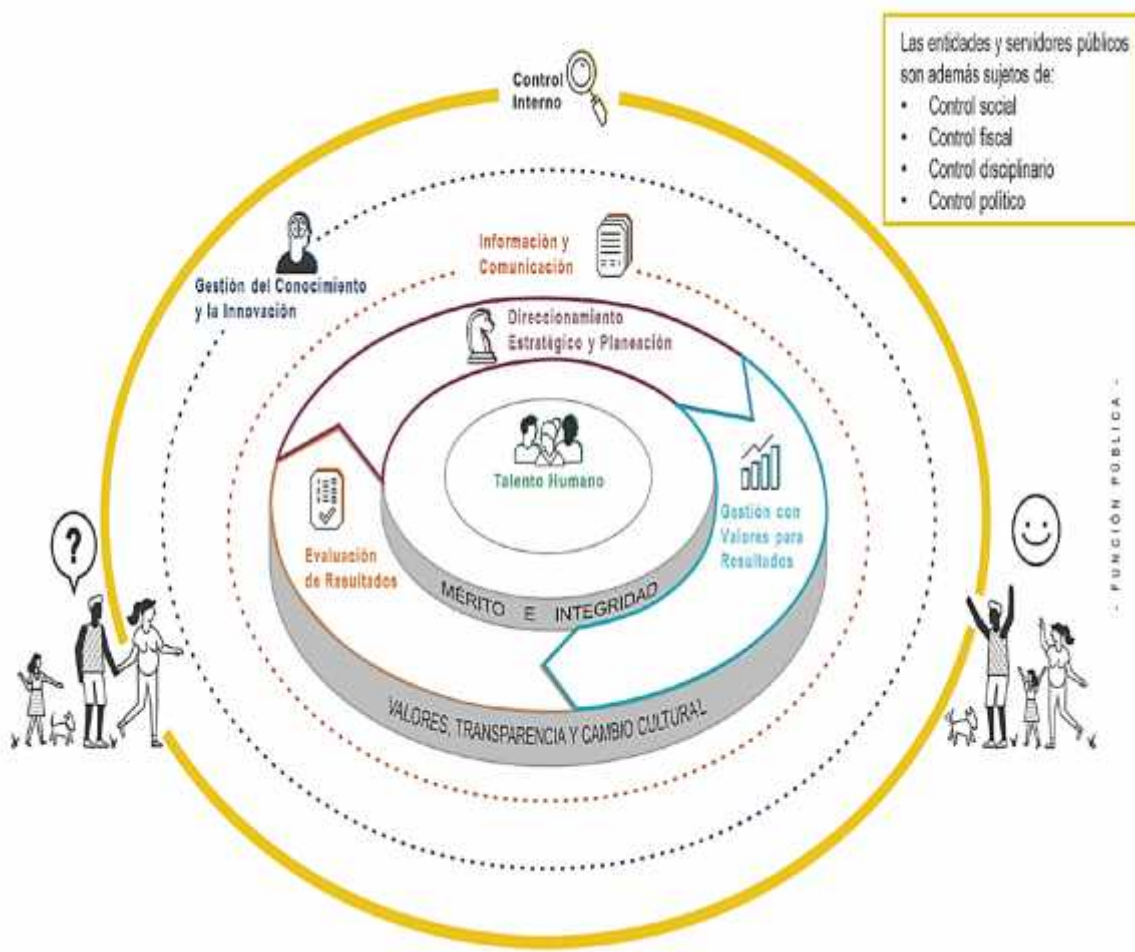 Control
Interno
Las entidades y servidores públicos
son además sujetos de:
• Control social
• Control fiscal
• Control disciplinario
• Control político
Información y
Comunicación
Gestión del Conocimiento
y la Innovación
Direccionamiento
Estratégico y Planeación
Talento Humano
Gestión con
Valores para
Resultados
Evaluación
de Resultados
MÉRITO E INTEGRIDAD
VALORES, TRANSPARENCIA Y CAMBIO CULTURAL
?
- FUNCIÓN PÚBLICA -